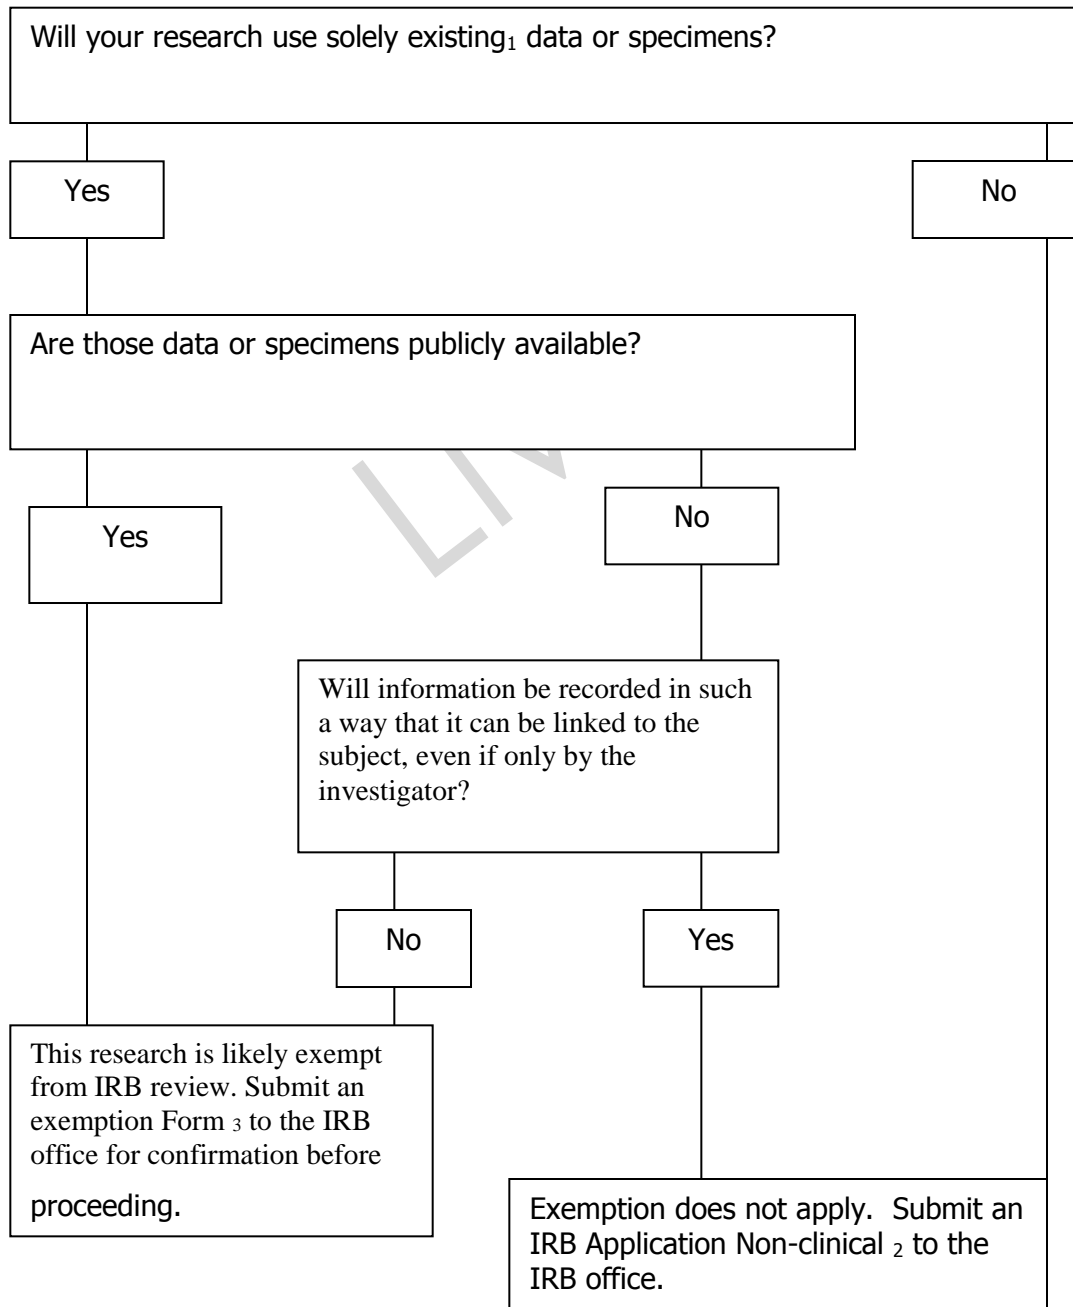 Will your research use solely existing1 data or specimens?
Yes
No
Are those data or specimens publicly available?
Yes
No
Will information be recorded in such
a way that it can be linked to the
subject, even if only by the
investigator?
No
Yes
This research is likely exempt
from IRB review. Submit an
exemption Form 3 to the IRB
office for confirmation before
proceeding.
Exemption does not apply.  Submit an
IRB Application Non-clinical 2 to the
IRB office.